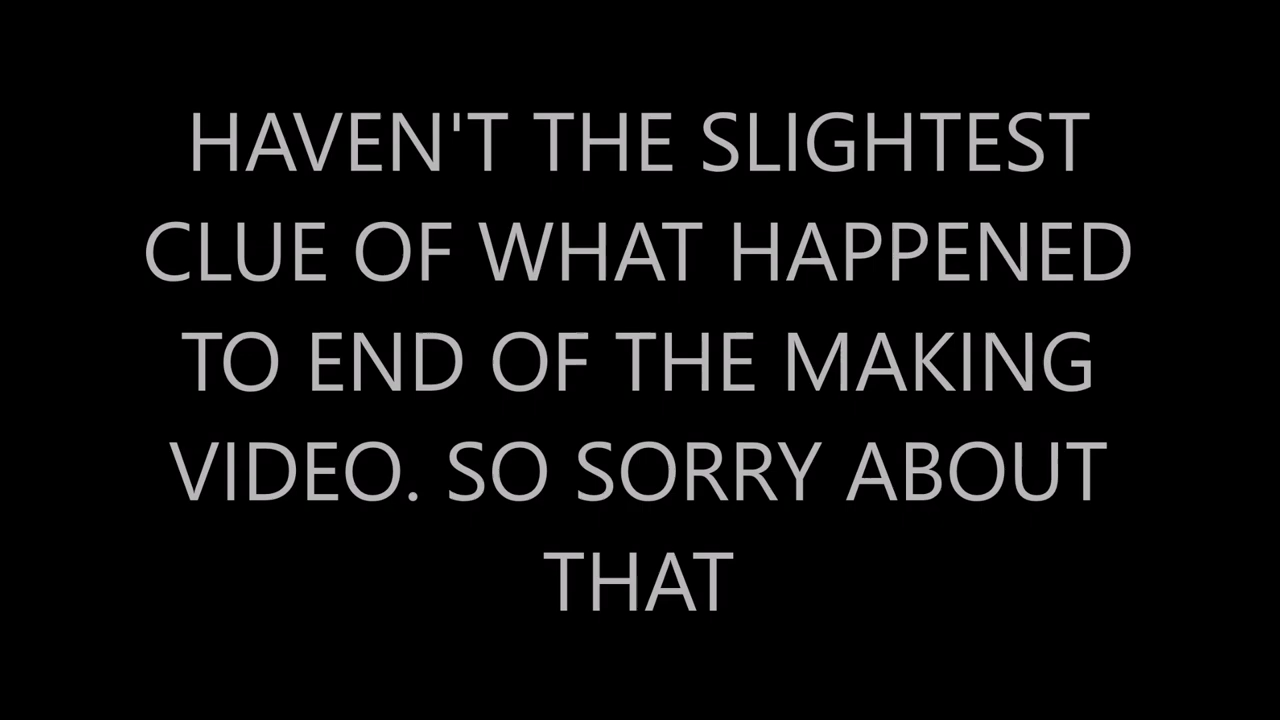 HAVEN'T THE SLIGHTEST
CLUE OF WHAT HAPPENED
TO END OF THE MAKING
VIDEO. SO SORRY ABOUT
THAT